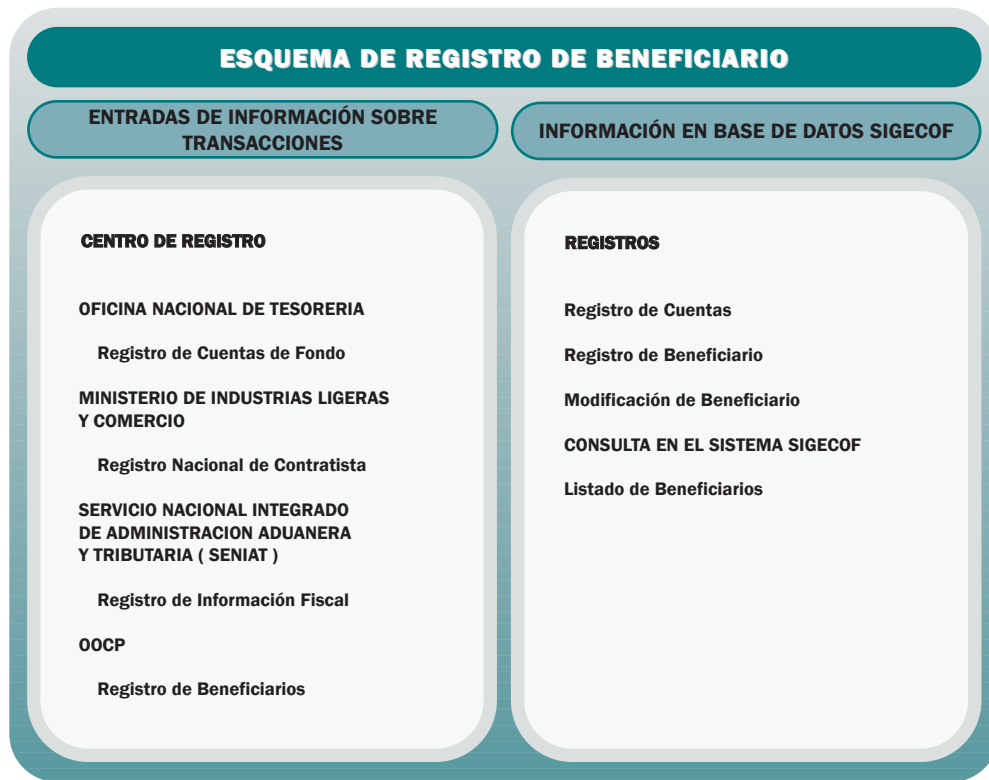 ESQUEMA DE REGISTRO DE BENEFICIARIO
ENTRADAS DE INFORMACIÓN SOBRE
TRANSACCIONES
INFORMACIÓN EN BASE DE DATOS SIGECOF
CENTRO DE REGISTRO
OFICINA NACIONAL DE TESORERIA
Registro de Cuentas de Fondo
MINISTERIO DE INDUSTRIAS LIGERAS
Y COMERCIO
Registro Nacional de Contratista
SERVICIO NACIONAL INTEGRADO
DE ADMINISTRACION ADUANERA
Y TRIBUTARIA ( SENIAT )
Registro de Información Fiscal
OOCP
Registro de Beneficiarios
REGISTROS
Registro de Cuentas
Registro de Beneficiario
Modificación de Beneficiario
CONSULTA EN EL SISTEMA SIGECOF
Listado de Beneficiarios